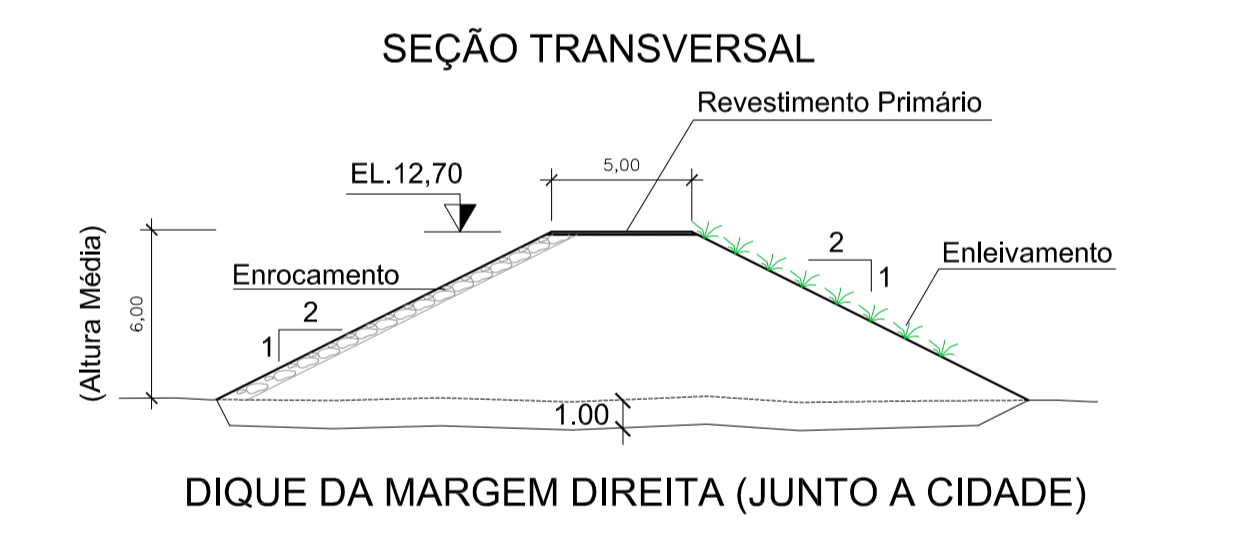 SEÇÃO TRANSVERSAL
Revestimento Primário
5,00
EL.12,70
(Altura Média)
6,00
Enrocamento
2
1
2
1
Enleivamento
1.00
DIQUE DA MARGEM DIREITA (JUNTO A CIDADE)